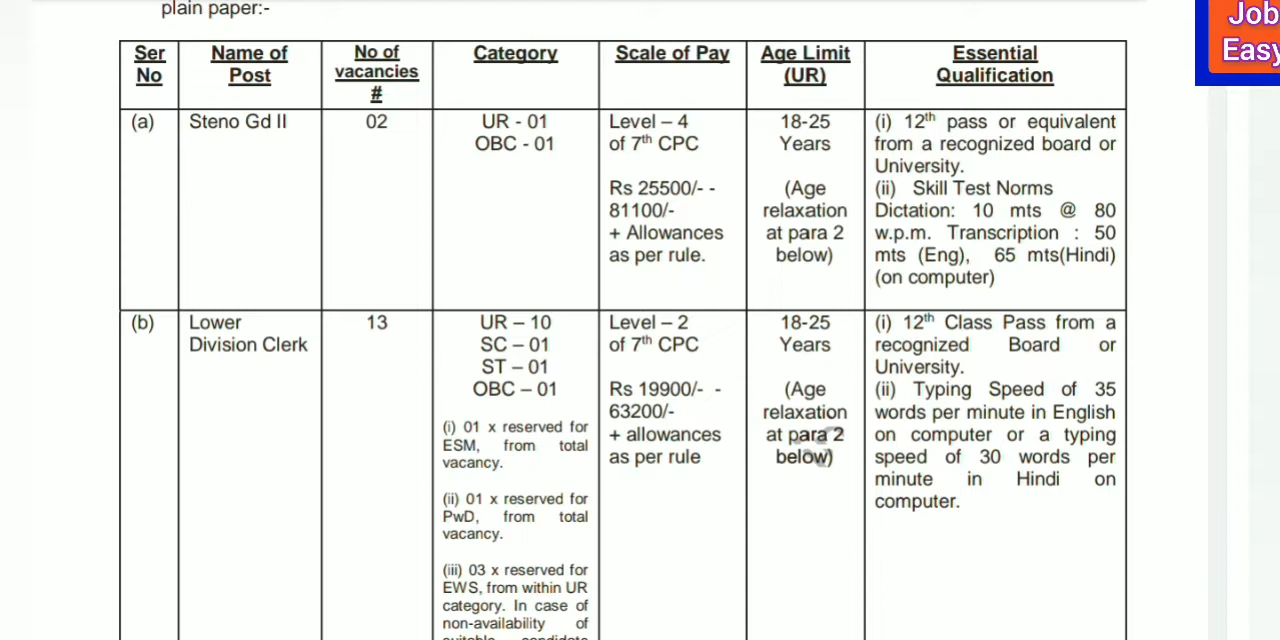 plain paper:-
Job
Easy
Ser No
Name of Post
No of vacancies #
Category
Scale of Pay
Age Limit (UR)
Essential Qualification
(a)
Steno Gd II
02
UR - 01
OBC - 01
Level – 4
of 7th CPC
Rs 25500/- -
81100/-
+ Allowances
as per rule.
18-25
Years
(Age
relaxation
at para 2
below)
(i) 12th pass or equivalent
from a recognized board or
University.
(ii) Skill Test Norms
Dictation: 10 mts @ 80
w.p.m. Transcription : 50
mts (Eng), 65 mts(Hindi)
(on computer)
(b)
Lower
Division Clerk
13
UR – 10
SC – 01
ST – 01
OBC – 01
(i) 01 x reserved for
ESM, from total
vacancy.
(ii) 01 x reserved for
PwD, from total
vacancy.
(iii) 03 x reserved for
EWS, from within UR
category. In case of
non-availability of
suitable candidate
Level – 2
of 7th CPC
Rs 19900/- -
63200/-
+ allowances
as per rule
18-25
Years
(Age
relaxation
at para 2
below)
(i) 12th Class Pass from a
recognized Board or
University.
(ii) Typing Speed of 35
words per minute in English
on computer or a typing
speed of 30 words per
minute in Hindi on
computer.